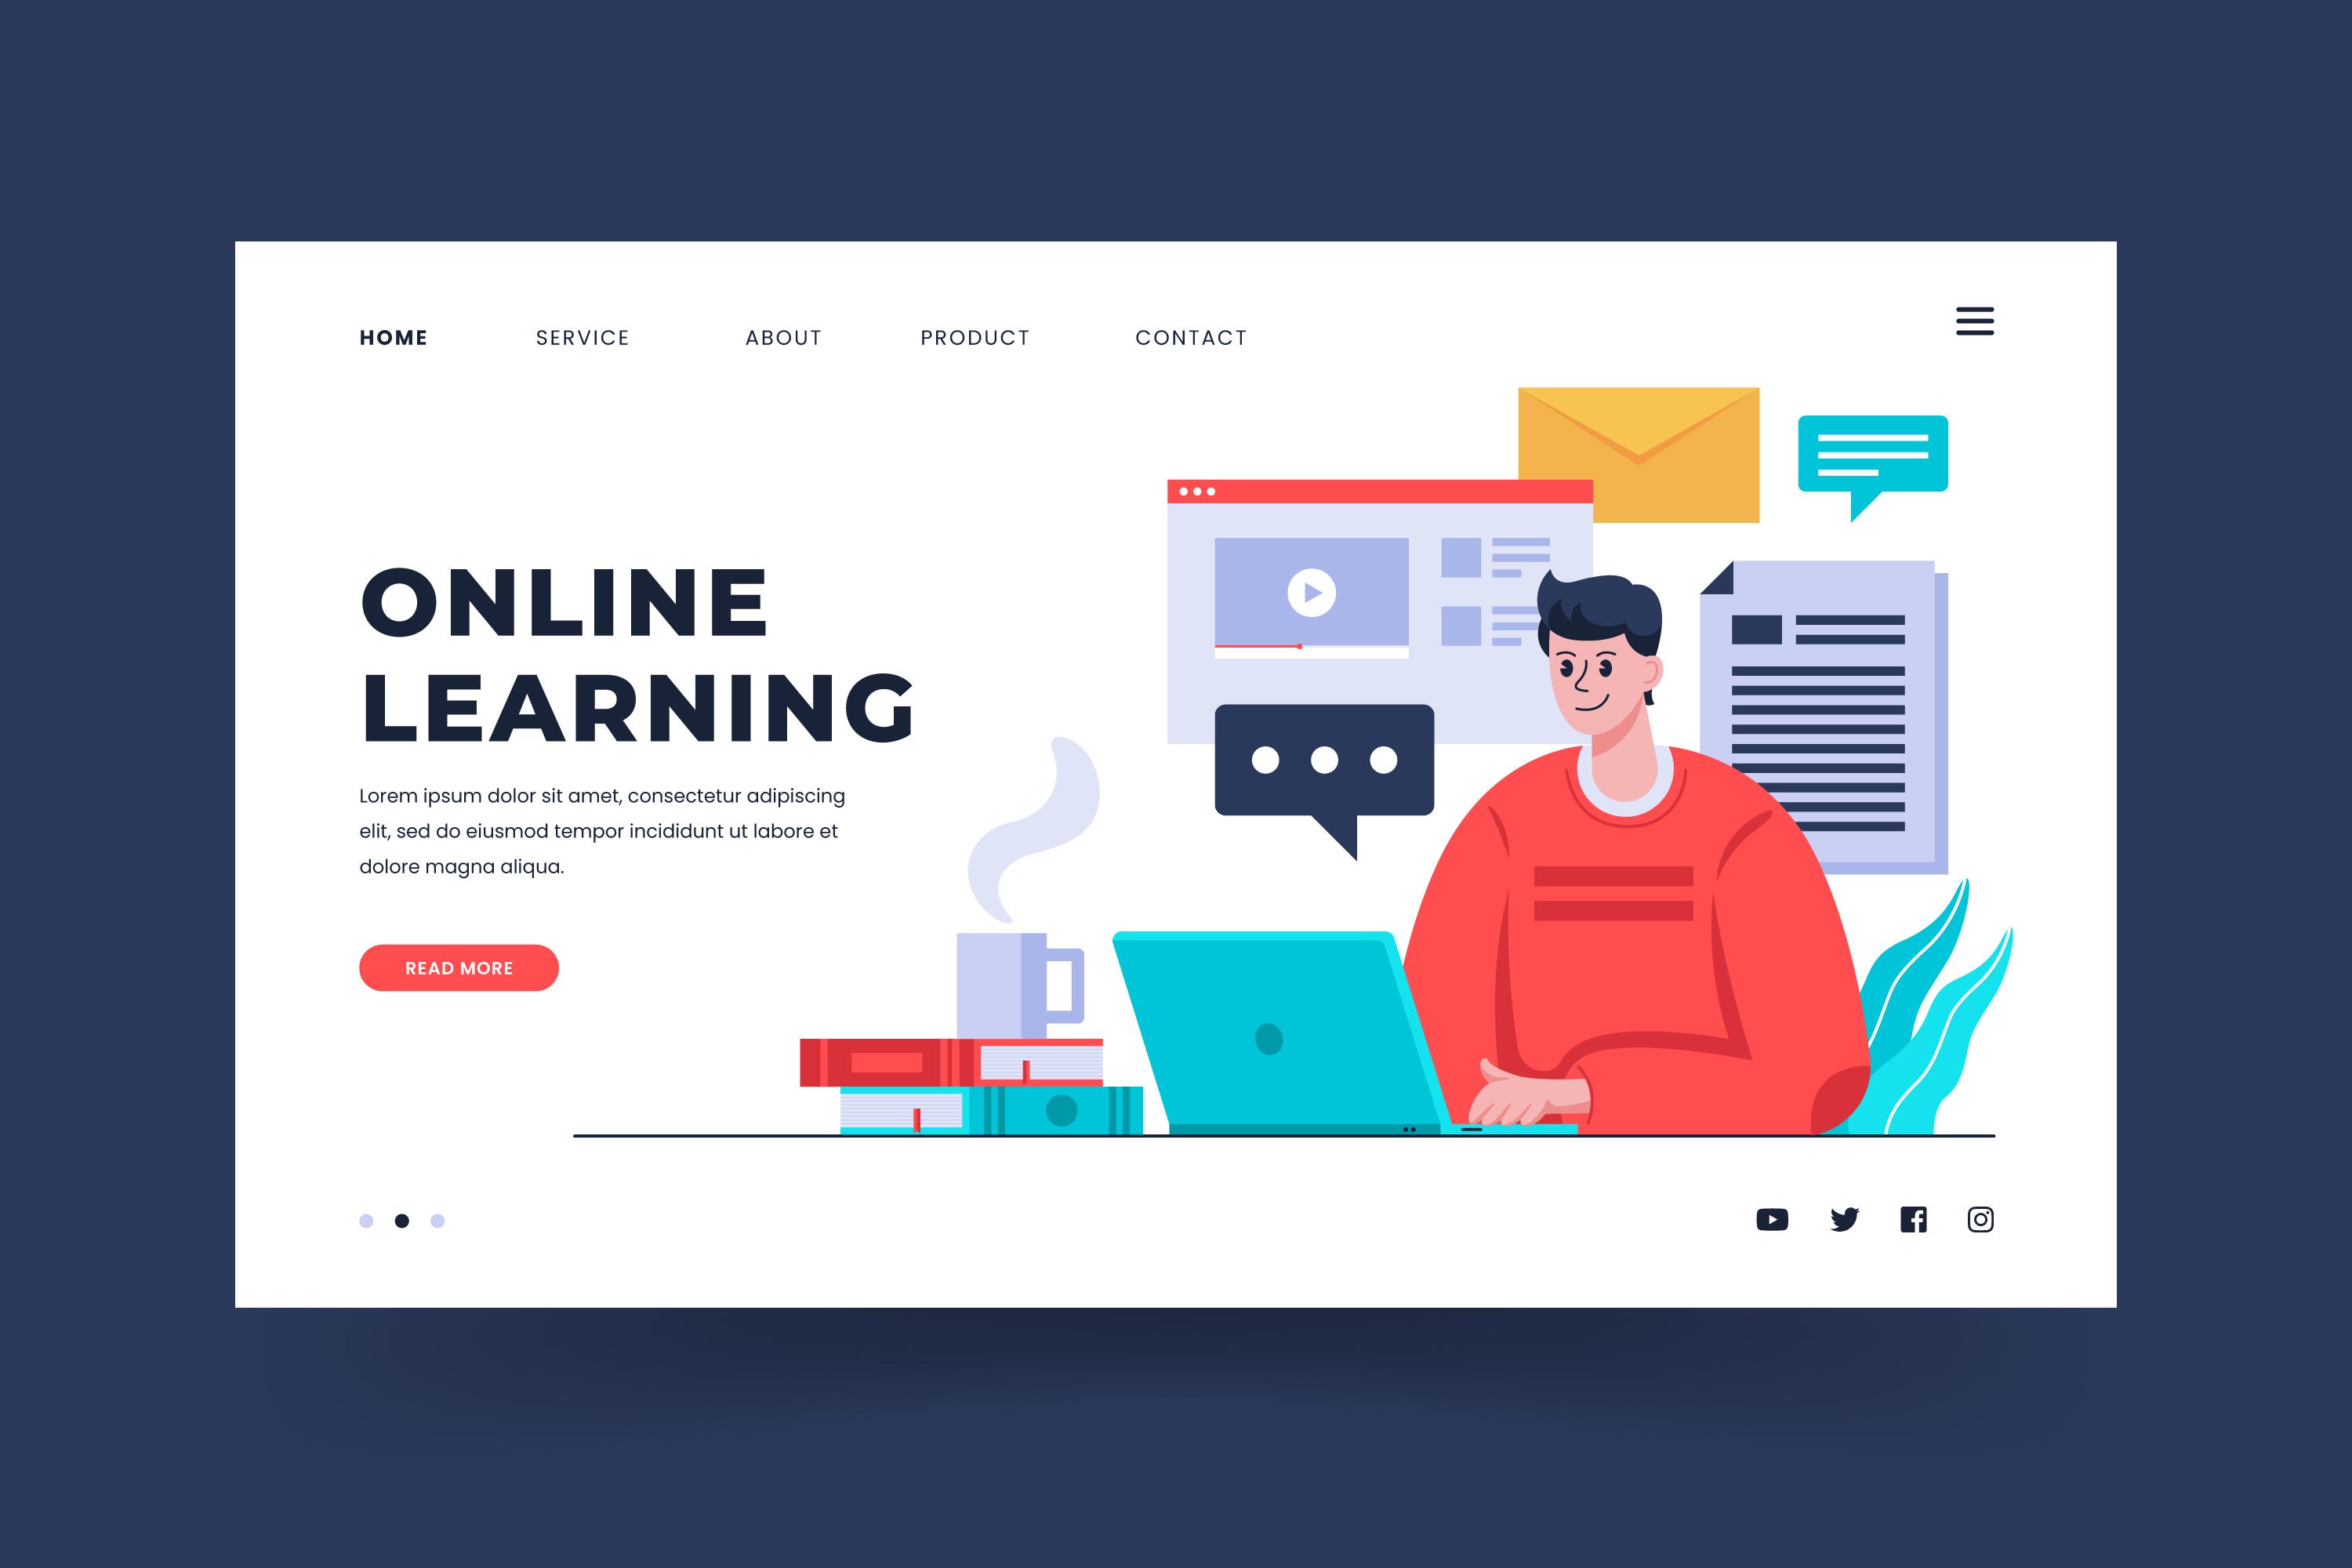 HOME SERVICE ABOUT PRODUCT CONTACT
ONLINE
LEARNING
Lorem ipsum dolor sit amet, consectetur adipiscing
elit, sed do eiusmod tempor incididunt ut labore et
dolore magna aliqua.
READ MORE